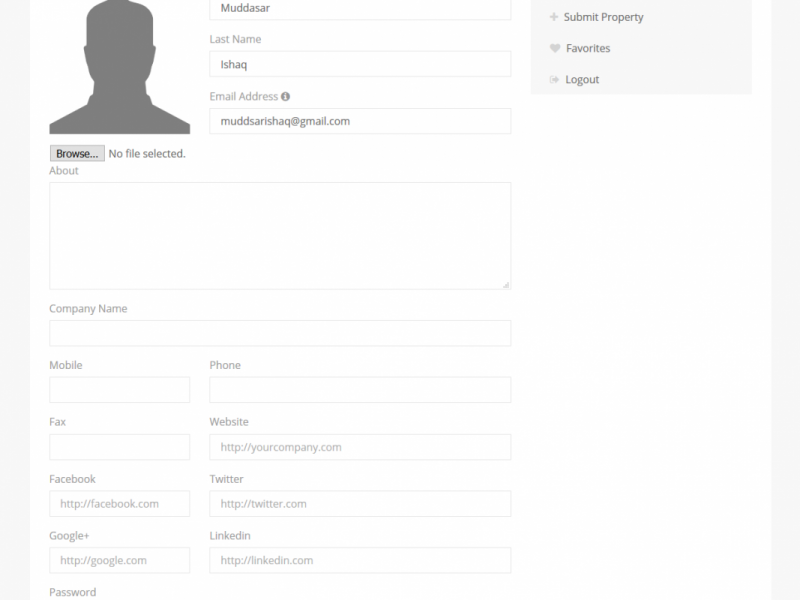 Muddasar
Last Name
Ishaq
Email Address
muddsarishaq@gmail.com
Browse... No file selected.
About
Company Name
Mobile Phone
Fax Website
http://yourcompany.com
Facebook Twitter
http://facebook.com http://twitter.com
Google+ Linkedin
http://google.com http://linkedin.com
Password
Submit Property
Favorites
Logout